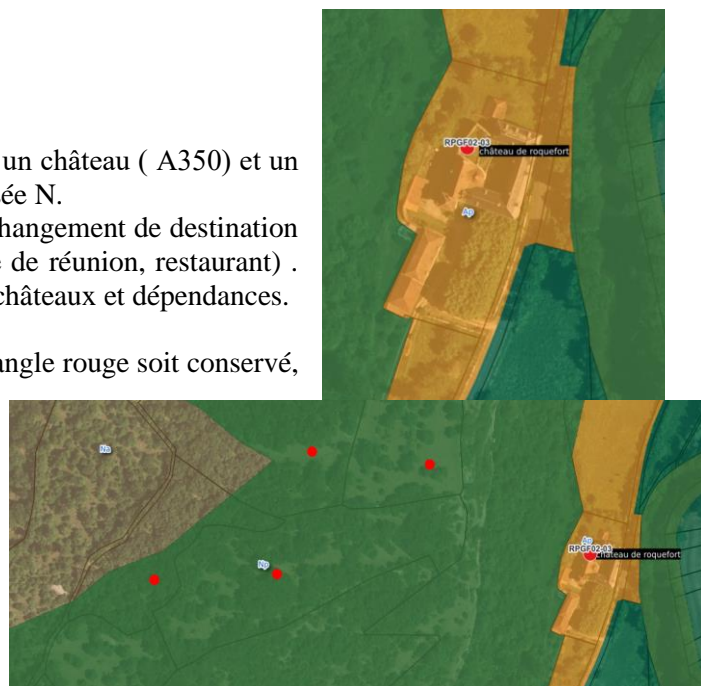 un château ( A350) et un
ée N.
hangement de destination
de réunion, restaurant) .
châteaux et dépendances.
angle rouge soit conservé,
RPGF02-03
château de roquefort
Ap
Na
Np
RPGF02-03
château de roquefort